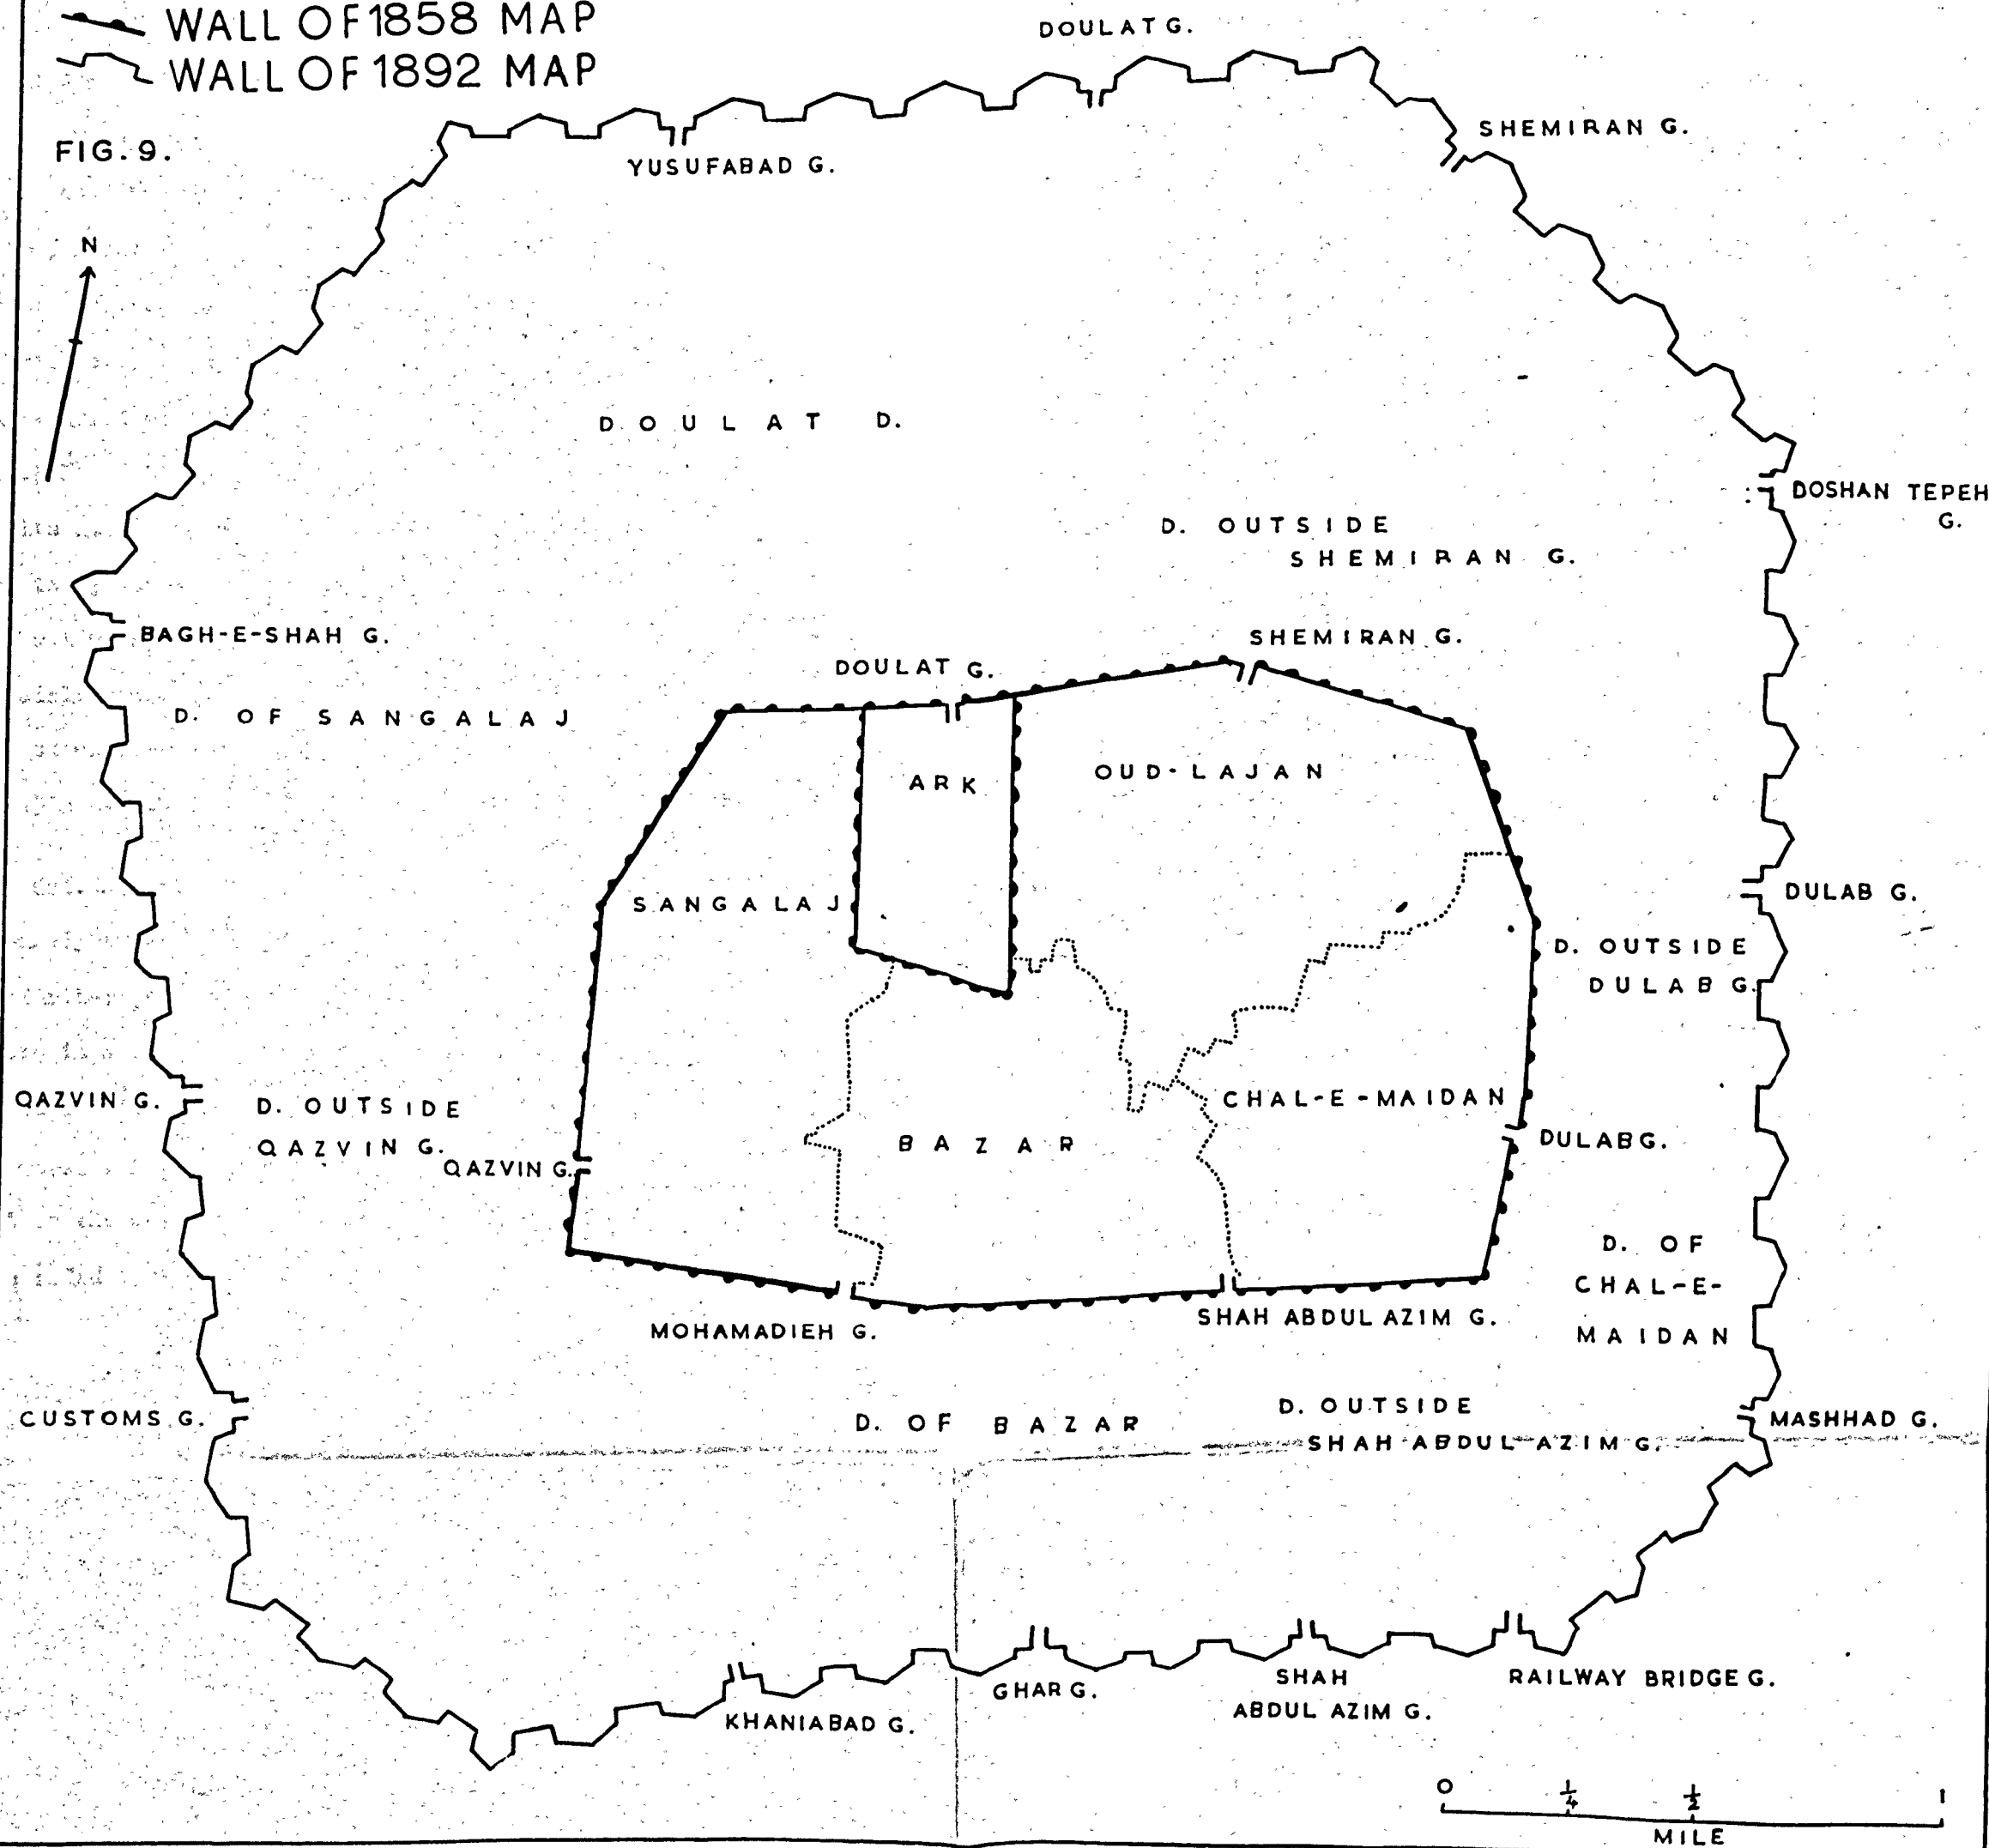 WALL OF 1858 MAP
WALL OF 1892 MAP
FIG. 9.
N
DOULAT G.
SHEMIRAN G.
YUSUFABAD G.
DOULAT D.
DOSHAN TEPEH
G.
D. OUTSIDE
SHEMIRAN G.
BAGH-E-SHAH G.
SHEMIRAN G.
DOULAT G.
D. OF SANGALAJ
ARK
OUD-LAJAN
SANGALAJ
DULAB G.
D. OUTSIDE
DULAB G.
QAZVIN G.
D. OUTSIDE
QAZVIN G.
QAZVIN G.
CHAL-E-MAIDAN
BAZAR
DULAB G.
D. OF
CHAL-E-
MAIDAN
MOHAMADIEH G.
SHAH ABDUL AZIM G.
CUSTOMS G.
D. OF BAZAR
D. OUTSIDE
SHAH ABDUL AZIM G.
MASHHAD G.
KHANIABAD G.
GHAR G.
SHAH
ABDUL AZIM G.
RAILWAY BRIDGE G.
0 1/4 1/2 1
MILE